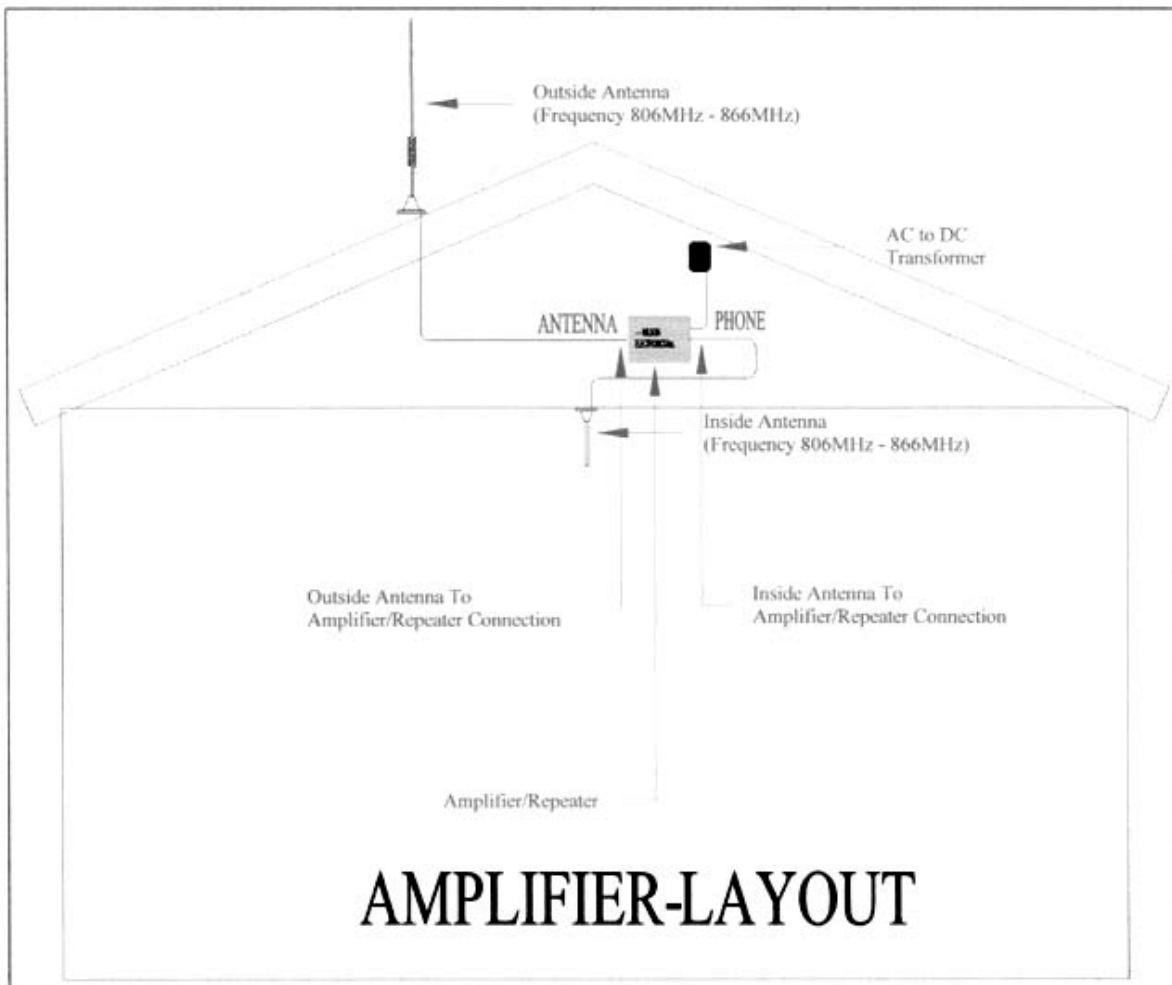 Outside Antenna
(Frequency 806MHz - 866MHz)
AC to DC
Transformer
ANTENNA
PHONE
Inside Antenna
(Frequency 806MHz - 866MHz)
Outside Antenna To
Amplifier/Repeater Connection
Inside Antenna To
Amplifier/Repeater Connection
Amplifier/Repeater
AMPLIFIER-LAYOUT